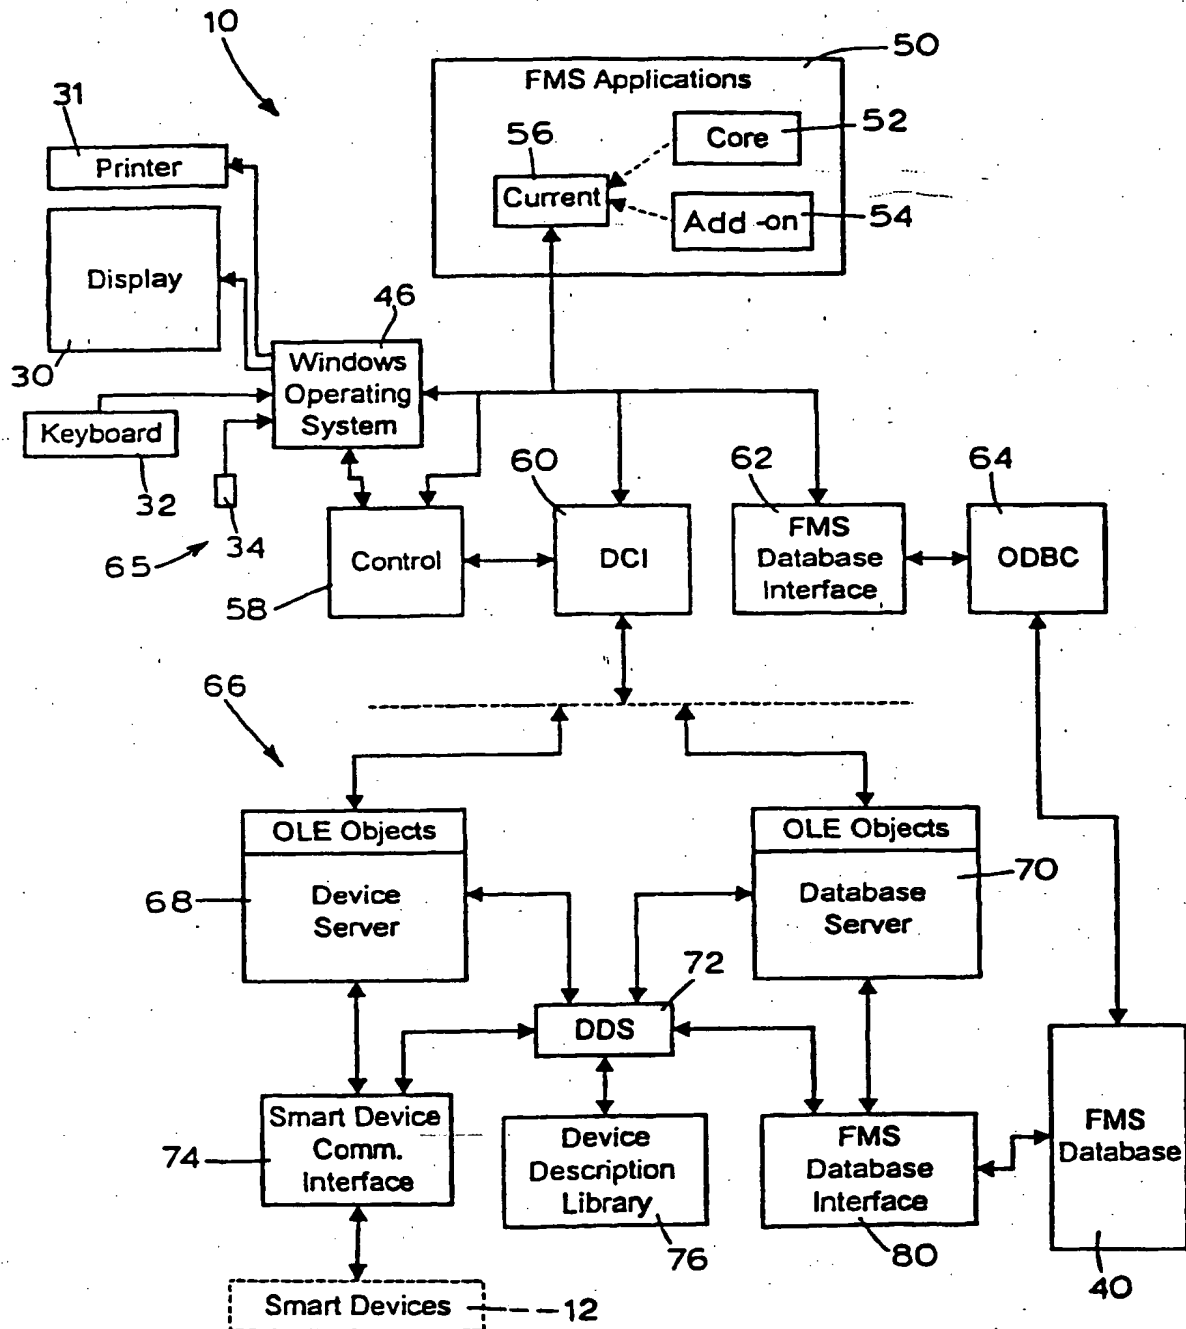 10
50
FMS Applications
31
52
56
Core
Printer
Current
54
Add-on
Display
46
30
Windows
Operating
System
Keyboard
32
34
65
60
62
64
Control
58
DCI
FMS
Database
Interface
ODBC
66
OLE Objects
OLE Objects
68
Device
Server
70
Database
Server
72
DDS
74
Smart Device
Comm.
Interface
Device
Description
Library
76
FMS
Database
Interface
80
FMS
Database
40
Smart Devices
12